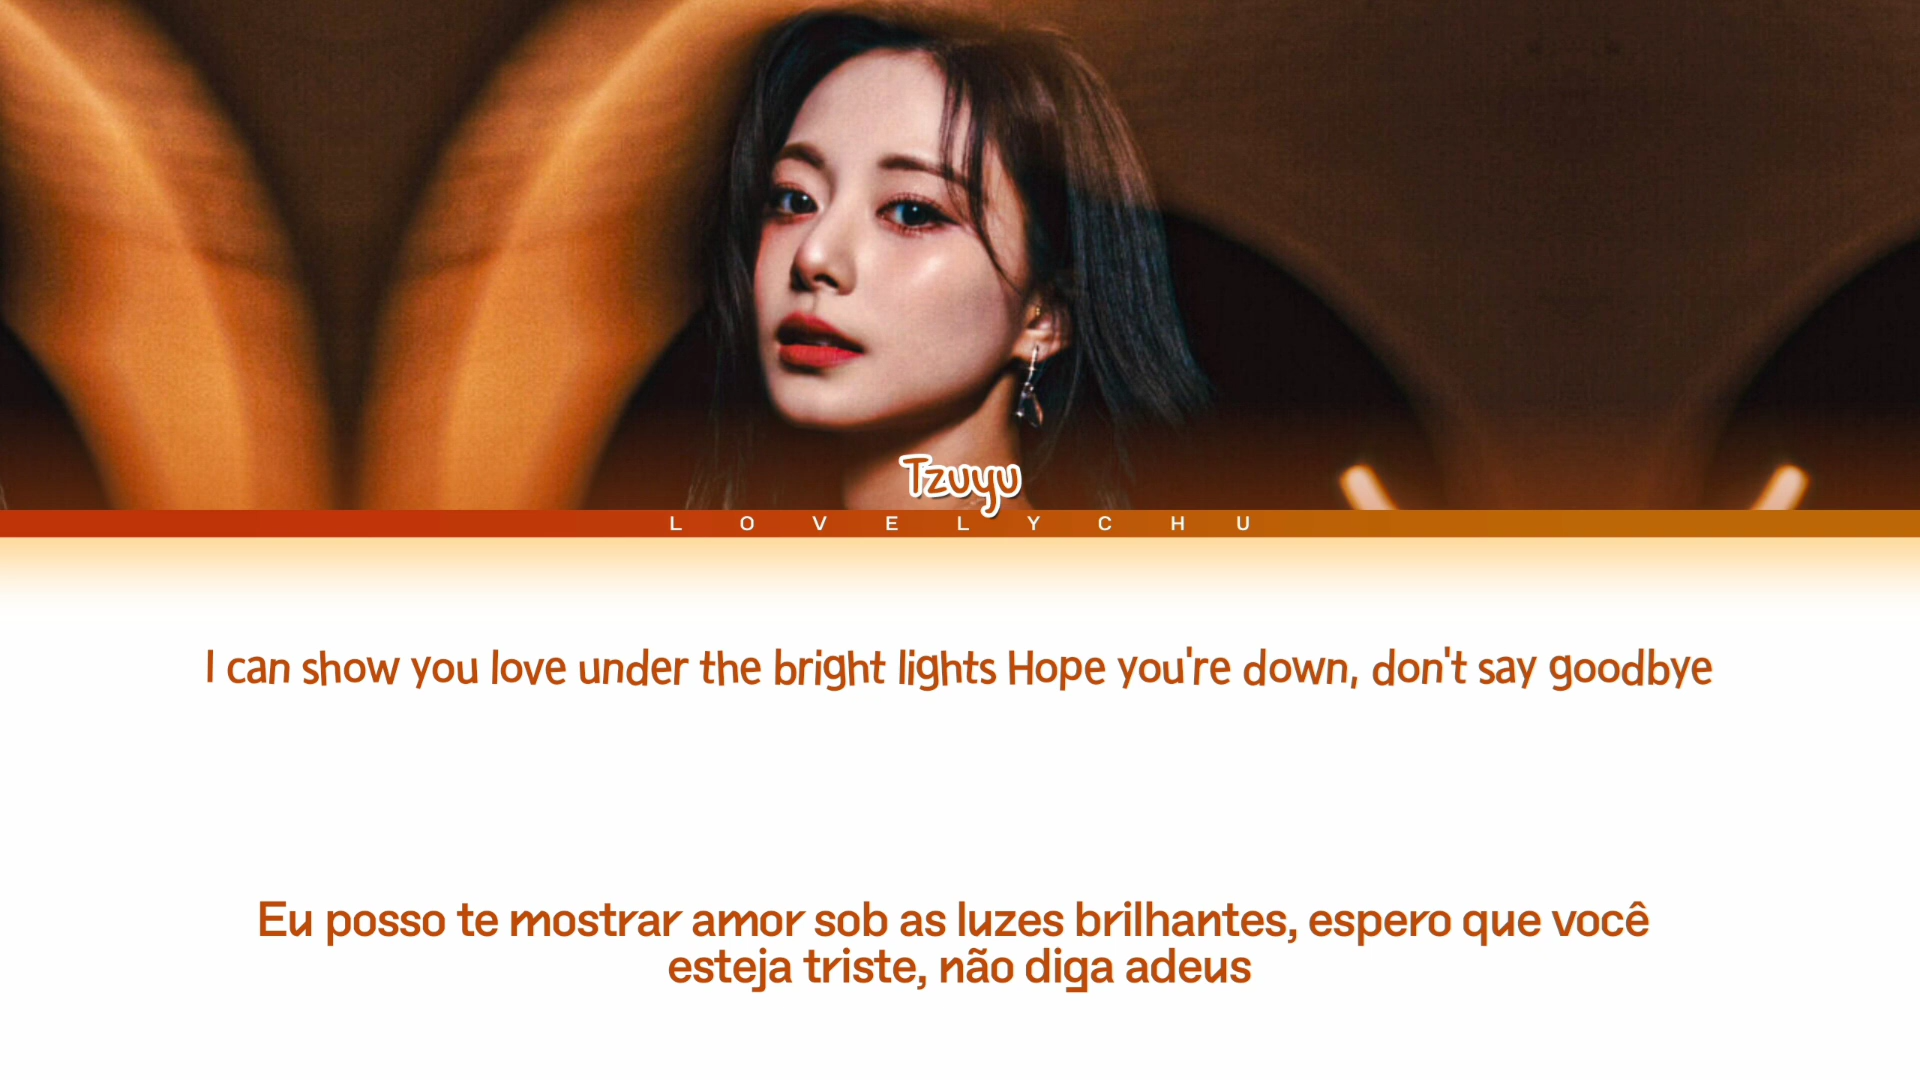 Tzuyu
LOVELYCHU
I can show you love under the bright lights Hope you're down, don't say goodbye
Eu posso te mostrar amor sob as luzes brilhantes, espero que você
esteja triste, não diga adeus